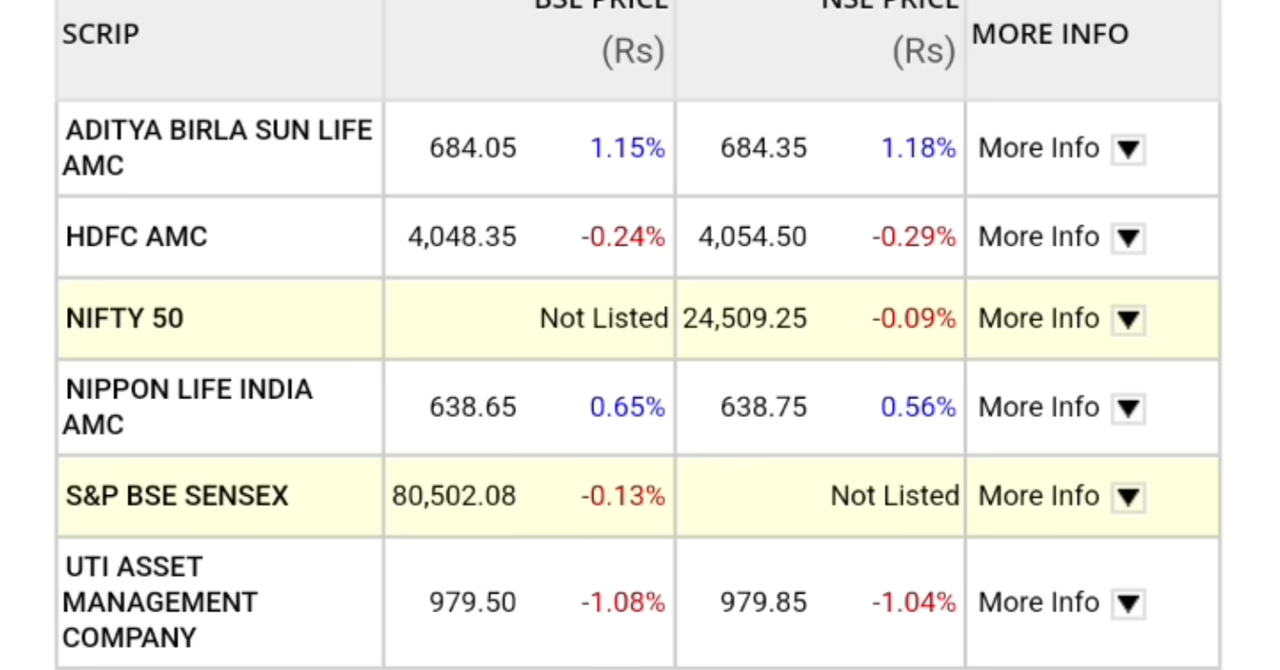 BSE PRICE NSE PRICE
SCRIP (Rs) (Rs) MORE INFO
ADITYA BIRLA SUN LIFE
AMC 684.05 1.15% 684.35 1.18% More Info
HDFC AMC 4,048.35 -0.24% 4,054.50 -0.29% More Info
NIFTY 50 Not Listed 24,509.25 -0.09% More Info
NIPPON LIFE INDIA
AMC 638.65 0.65% 638.75 0.56% More Info
S&P BSE SENSEX 80,502.08 -0.13% Not Listed More Info
UTI ASSET
MANAGEMENT 979.50 -1.08% 979.85 -1.04% More Info
COMPANY